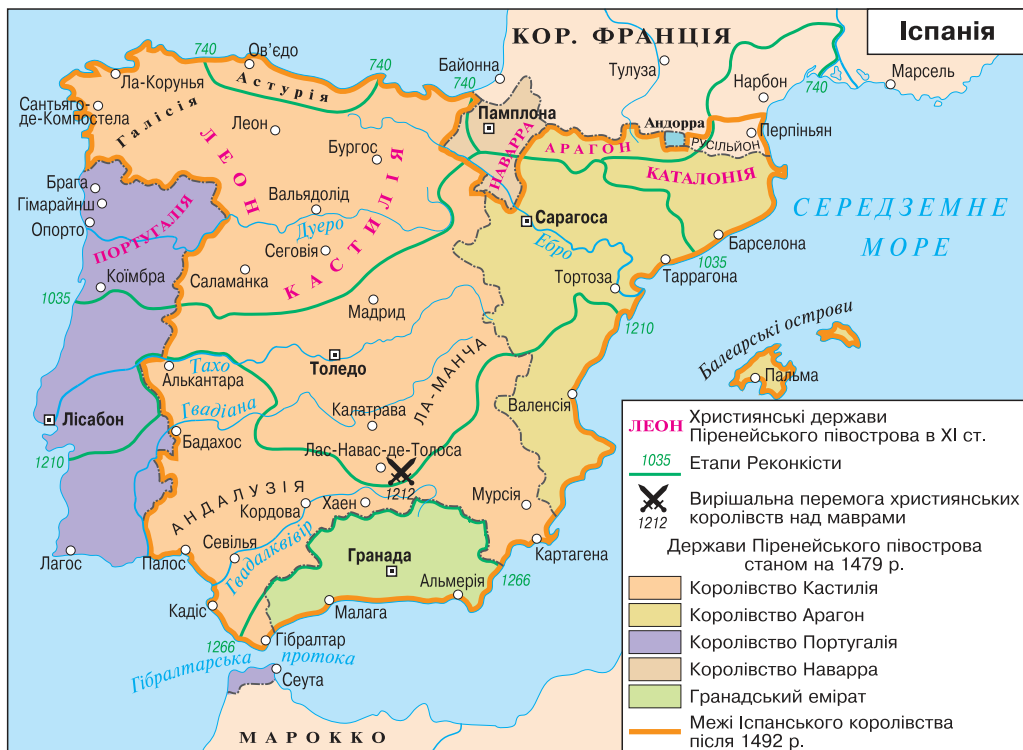 Іспанія
КОР. ФРАНЦІЯ
740
Ов'єдо
740
Байонна
Тулуза
Нарбон
Марсель
740
740
Ла-Корунья
Астурія
Сантьяго-
де-Компостела
Галісія
Леон
ЛЕОН
Бургос
Памплона
НАВАРРА
АРАГОН
Андорра
РУСІЛЬЙОН
Перпіньян
КАТАЛОНІЯ
Брага
Гімарайнш
Опорто
ПОРТУГАЛІЯ
Вальядолід
Дуеро
Сеговія
КАСТИЛІЯ
Саламанка
Сарагоса
Ебро
Барселона
1035
Таррагона
Тортоза
СЕРЕДЗЕМНЕ
МОРЕ
Коїмбра
1035
Мадрид
1210
Балеарські острови
Пальма
Тахо
Алькантара
Толедо
ЛА-МАНЧА
Гвадіана
Калатрава
Валенсія
Лісабон
Бадахос
1210
Лас-Навас-де-Толоса
1212
АНДАЛУЗІЯ
Кордова
Хаен
Мурсія
Севілья
Гвадалквівір
Гранада
Картагена
Лагос
Палос
Альмерія
1266
Кадіс
Малага
1266
Гібралтар
Гібралтарська протока
Сеута
МАРОККО
ЛЕОН
Християнські держави
Піренейського півострова в XI ст.
1035
Етапи Реконкісти
1212
Вирішальна перемога християнських
королівств над маврами
Держави Піренейського півострова
станом на 1479 р.
Королівство Кастилія
Королівство Арагон
Королівство Португалія
Королівство Наварра
Гранадський емірат
Межі Іспанського королівства
після 1492 р.